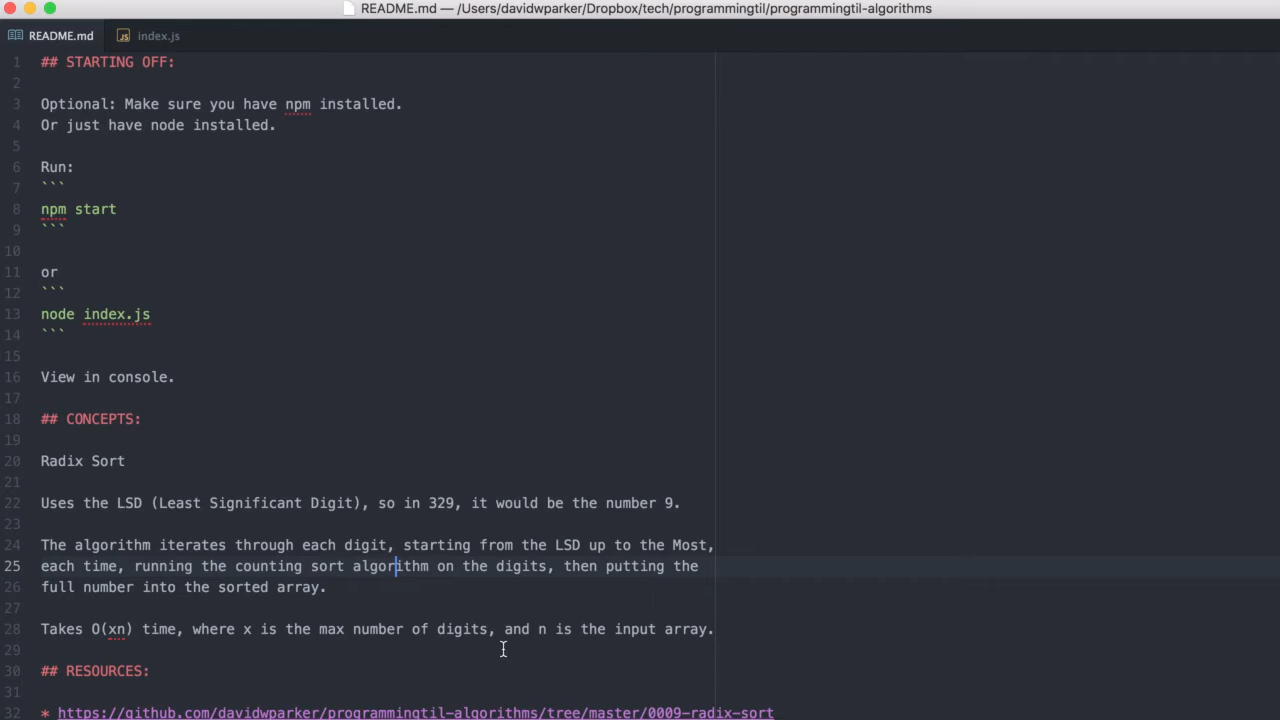 README.md — /Users/davidwparker/Dropbox/tech/programmingtil/programmingtil-algorithms
README.md JS index.js
1 ## STARTING OFF:
2
3 Optional: Make sure you have npm installed.
4 Or just have node installed.
5
6 Run:
7 ```
8 npm start
9 ```
10
11 or
12 ```
13 node index.js
14 ```
15
16 View in console.
17
18 ## CONCEPTS:
19
20 Radix Sort
21
22 Uses the LSD (Least Significant Digit), so in 329, it would be the number 9.
23
24 The algorithm iterates through each digit, starting from the LSD up to the Most,
25 each time, running the counting sort algorithm on the digits, then putting the
26 full number into the sorted array.
27
28 Takes O(xn) time, where x is the max number of digits, and n is the input array.
29
30 ## RESOURCES:
31
32 * https://github.com/davidwparker/programmingtil-algorithms/tree/master/0009-radix-sort